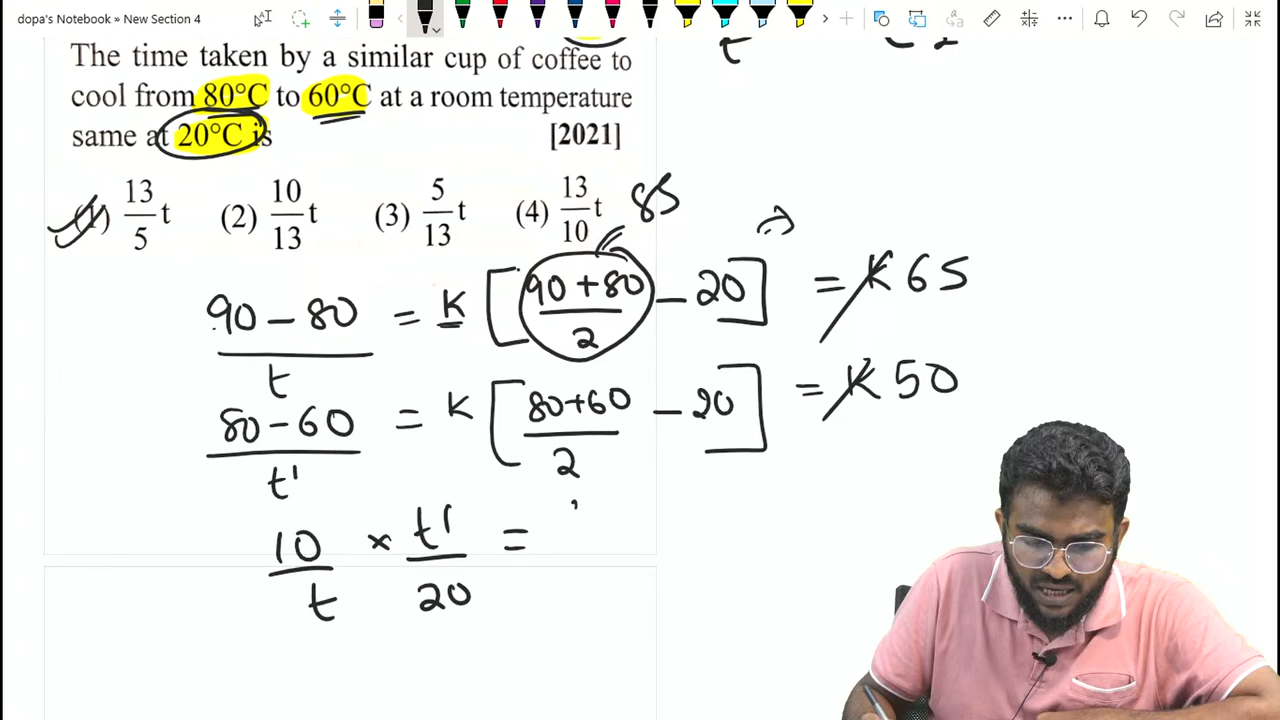 dopa's Notebook » New Section 4
t
The time taken by a similar cup of coffee to
cool from 80°C to 60°C at a room temperature
same at 20°C is [2021]
(1) 13/5 t (2) 10/13 t (3) 5/13 t (4) 13/10 t
85
90 - 80 / t = K [ 90 + 80 / 2 - 20 ] = K 65
80 - 60 / t' = K [ 80 + 60 / 2 - 20 ] = K 50
10 / t × t' / 20 =